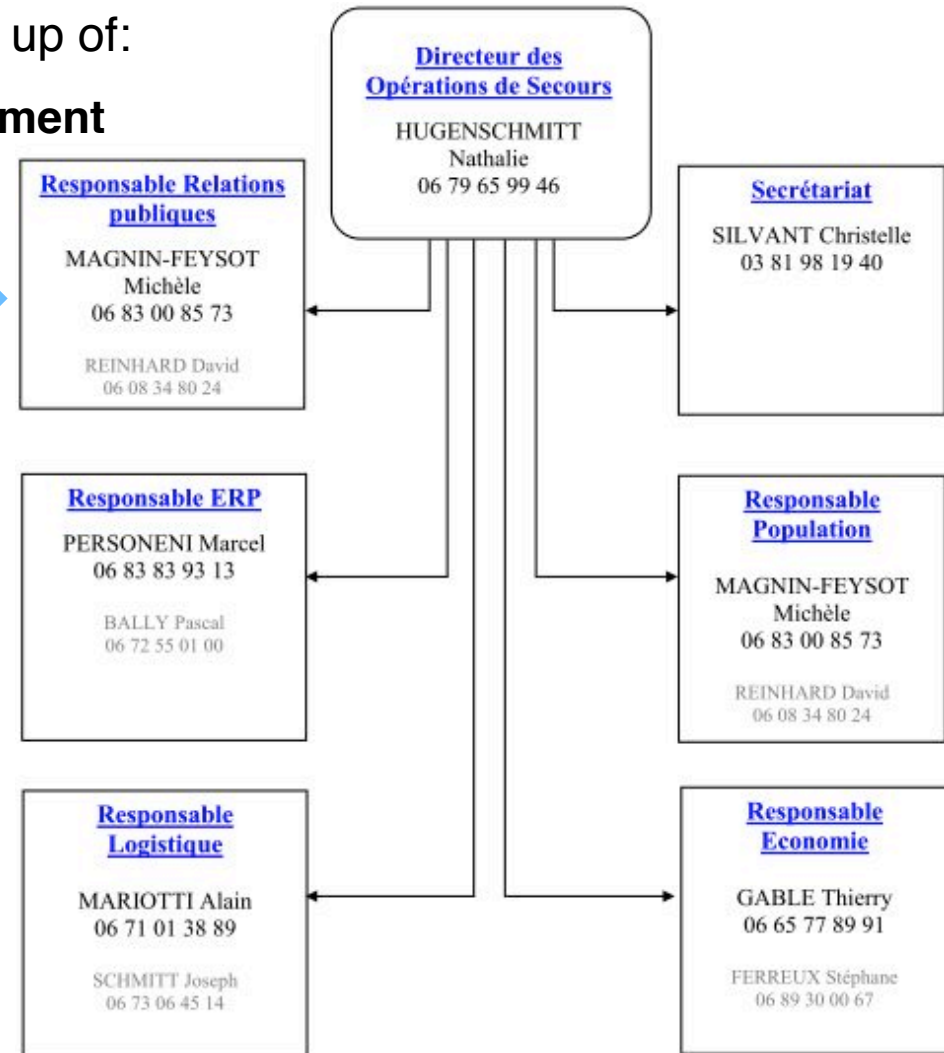 up of:
ment
Directeur des
Opérations de Secours
HUGENSCHMITT
Nathalie
06 79 65 99 46
Responsable Relations
publiques
MAGNIN-FEYSOT
Michèle
06 83 00 85 73
REINHARD David
06 08 34 80 24
Secrétariat
SILVANT Christelle
03 81 98 19 40
Responsable ERP
PERSONENI Marcel
06 83 83 93 13
BALLY Pascal
06 72 55 01 00
Responsable
Population
MAGNIN-FEYSOT
Michèle
06 83 00 85 73
REINHARD David
06 08 34 80 24
Responsable
Logistique
MARIOTTI Alain
06 71 01 38 89
SCHMITT Joseph
06 73 06 45 14
Responsable
Economie
GABLE Thierry
06 65 77 89 91
FERREUX Stéphane
06 89 30 00 67